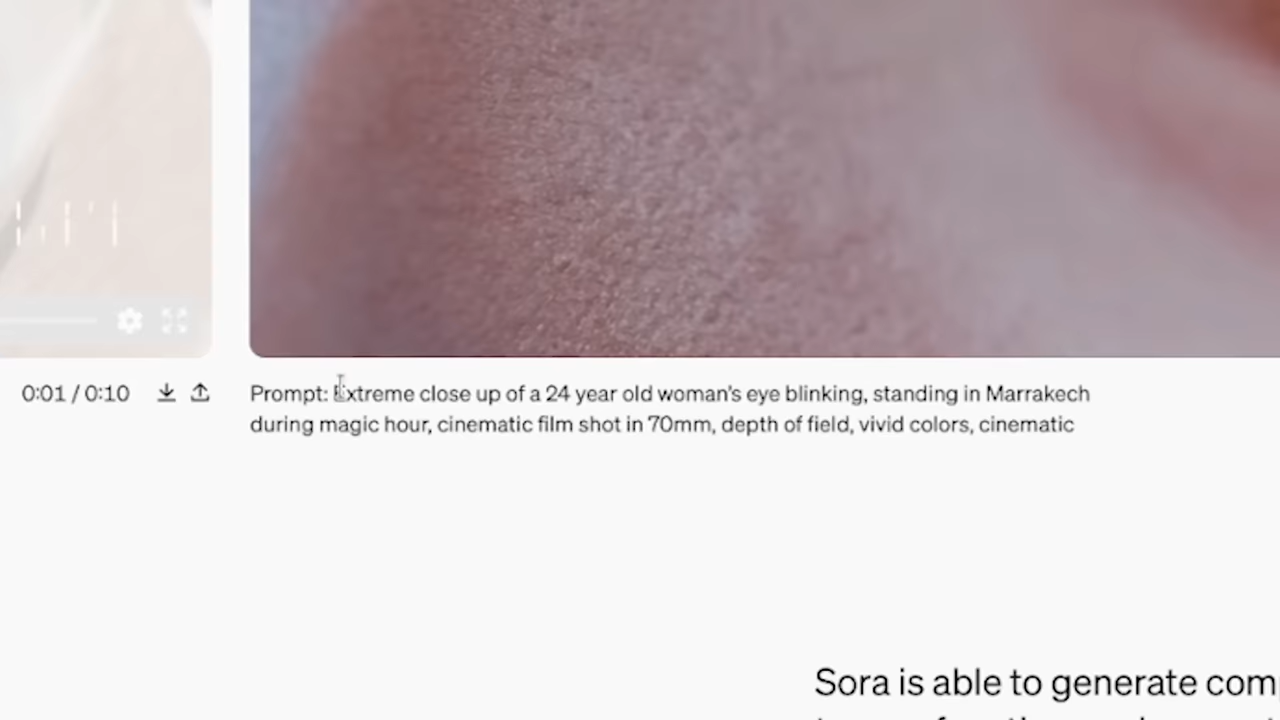 0:01 / 0:10
Prompt: Extreme close up of a 24 year old woman's eye blinking, standing in Marrakech
during magic hour, cinematic film shot in 70mm, depth of field, vivid colors, cinematic
Sora is able to generate